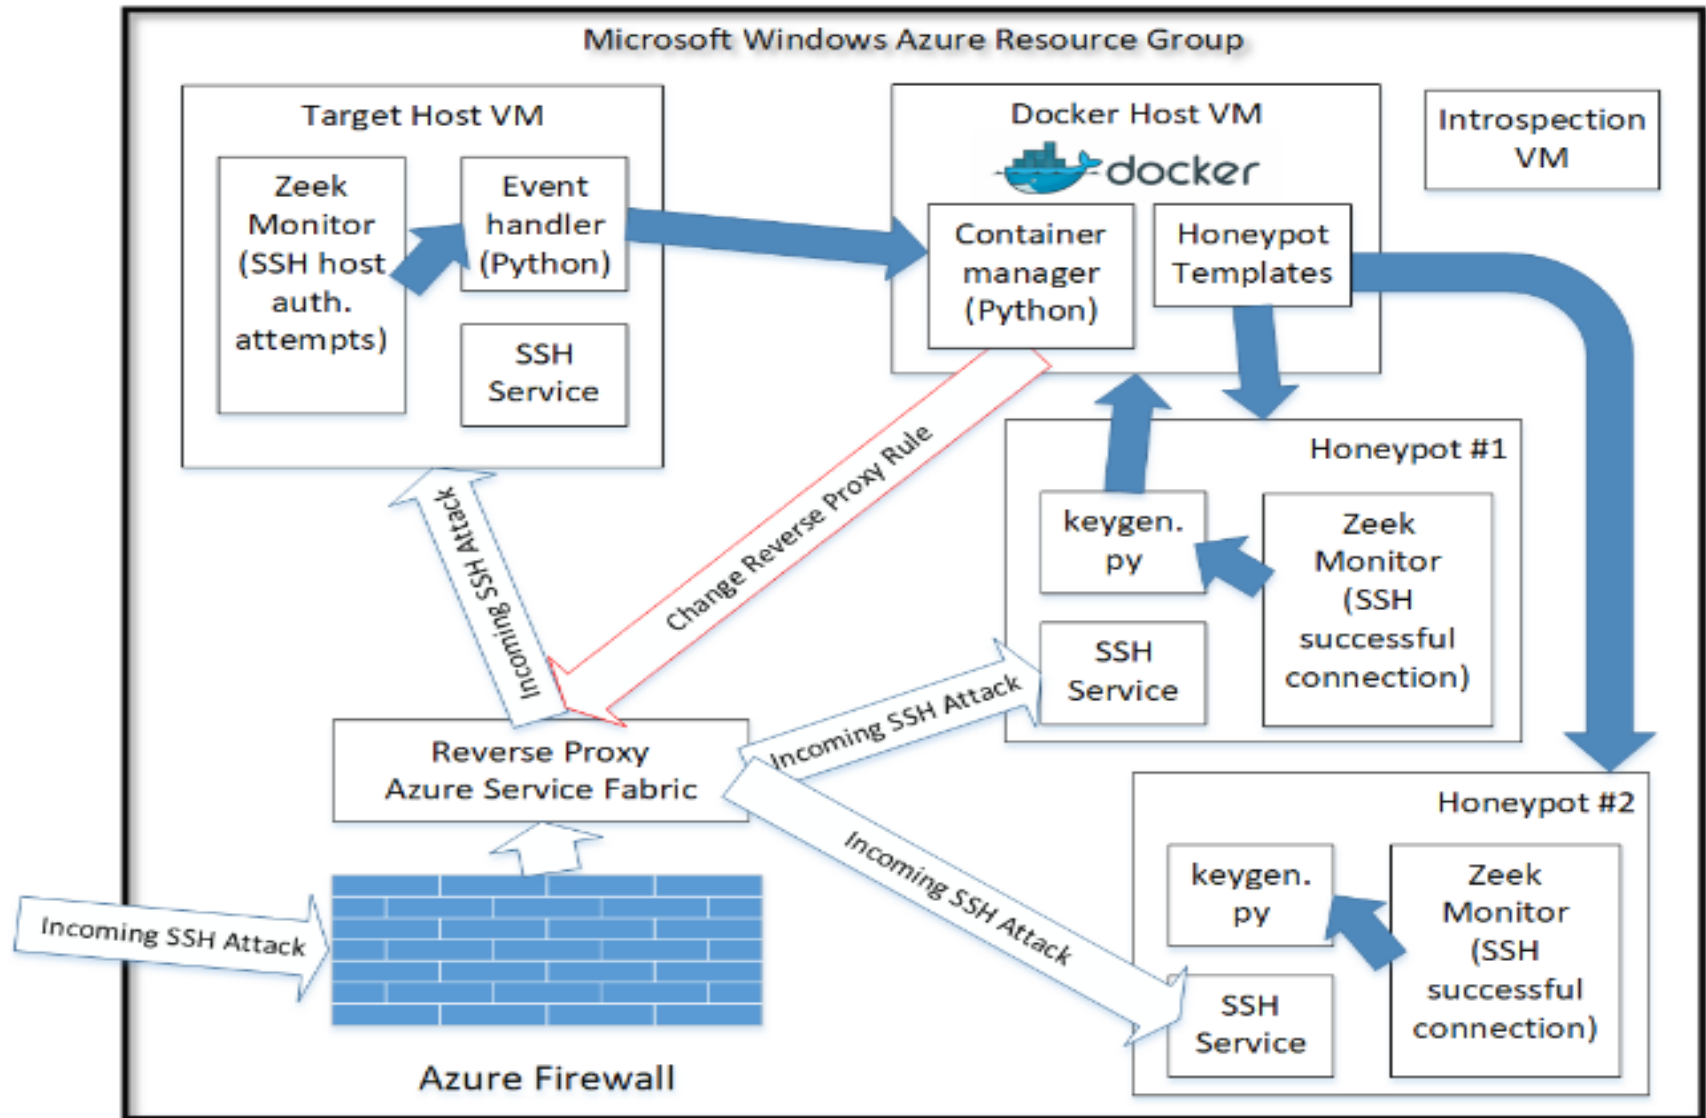 Microsoft Windows Azure Resource Group
Target Host VM
Zeek
Monitor
(SSH host
auth.
attempts)
Event
handler
(Python)
SSH
Service
Docker Host VM
docker
Container
manager
(Python)
Honeypot
Templates
Introspection
VM
Incoming SSH Attack
Change Reverse Proxy Rule
Honeypot #1
keygen.
py
Zeek
Monitor
(SSH
successful
connection)
SSH
Service
Incoming SSH Attack
Reverse Proxy
Azure Service Fabric
Incoming SSH Attack
Honeypot #2
keygen.
py
Zeek
Monitor
(SSH
successful
connection)
SSH
Service
Incoming SSH Attack
Azure Firewall